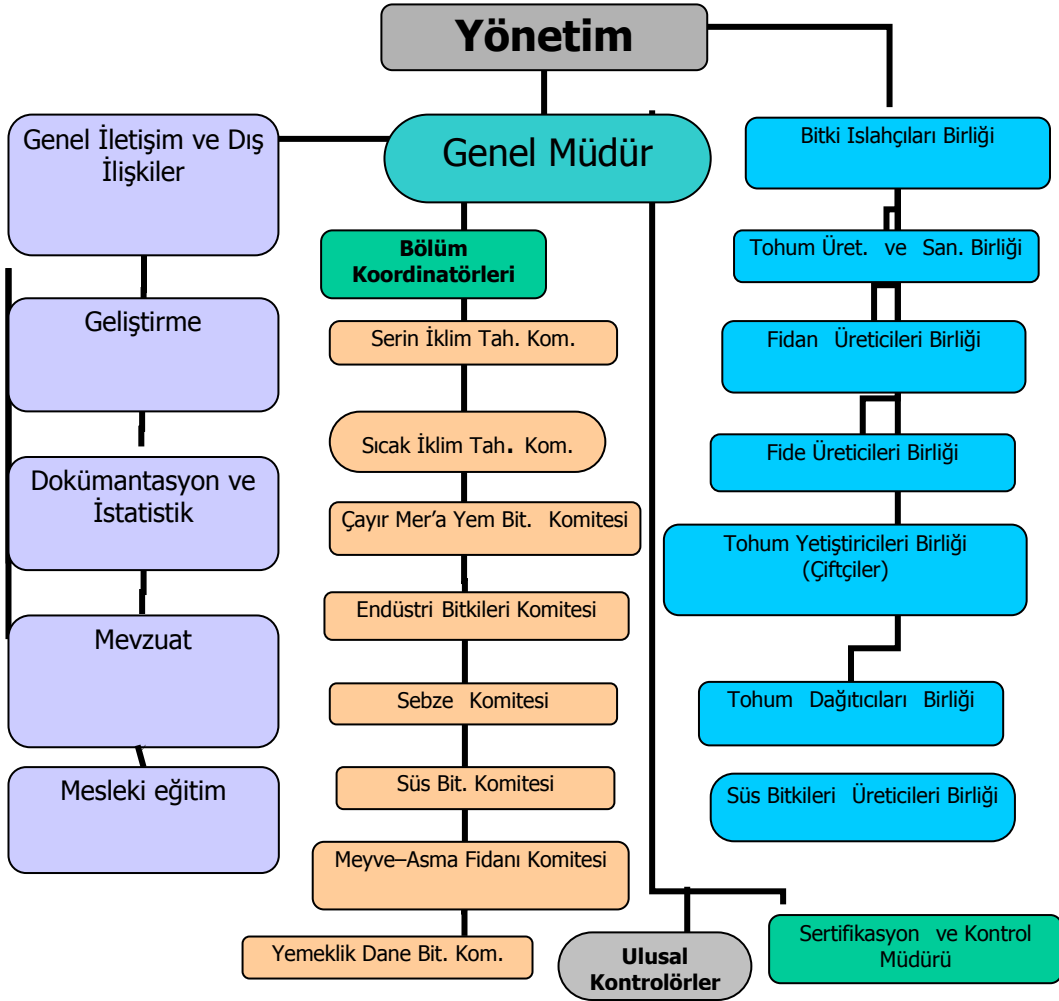 Yönetim
Genel İletişim ve Dış
İlişkiler
Geliştirme
Dokümantasyon ve
İstatistik
Mevzuat
Mesleki eğitim
Genel Müdür
Bölüm
Koordinatörleri
Serin İklim Tah. Kom.
Sıcak İklim Tah. Kom.
Çayır Mer’a Yem Bit. Komitesi
Endüstri Bitkileri Komitesi
Sebze Komitesi
Süs Bit. Komitesi
Meyve–Asma Fidanı Komitesi
Yemeklik Dane Bit. Kom.
Bitki Islahçıları Birliği
Tohum Üret. ve San. Birliği
Fidan Üreticileri Birliği
Fide Üreticileri Birliği
Tohum Yetiştiricileri Birliği
(Çiftçiler)
Tohum Dağıtıcıları Birliği
Süs Bitkileri Üreticileri Birliği
Ulusal
Kontrolörler
Sertifikasyon ve Kontrol
Müdürü